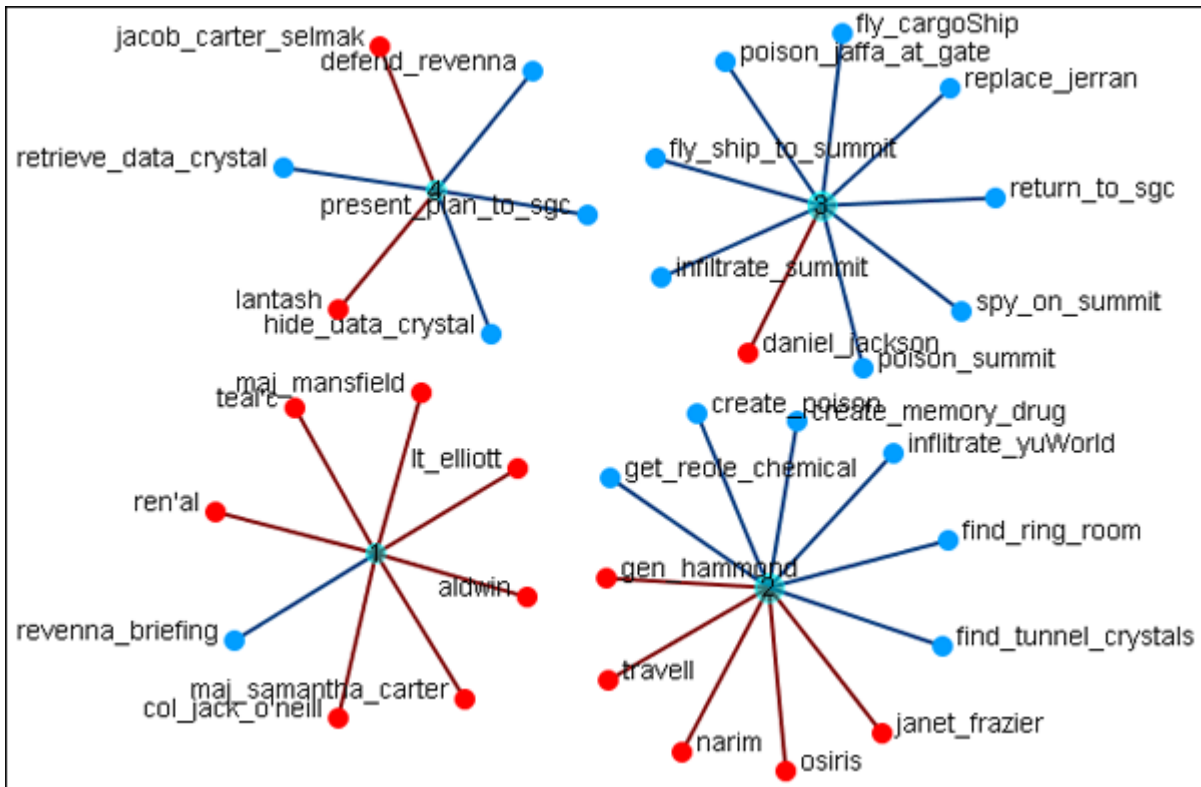 jacob_carter_selmak
defend_revenna
retrieve_data_crystal
4
present_plan_to_sgc
lantash
hide_data_crystal
fly_cargoShip
poison_jaffa_at_gate
replace_jerran
fly_ship_to_summit
3
return_to_sgc
infiltrate_summit
spy_on_summit
daniel_jackson
poison_summit
maj_mansfield
tealc
lt_elliott
ren'al
1
aldwin
revenna_briefing
maj_samantha_carter
col_jack_o'neill
create_poison
create_memory_drug
inflitrate_yuWorld
get_reole_chemical
find_ring_room
gen_hammond
2
find_tunnel_crystals
travell
janet_frazier
narim
osiris